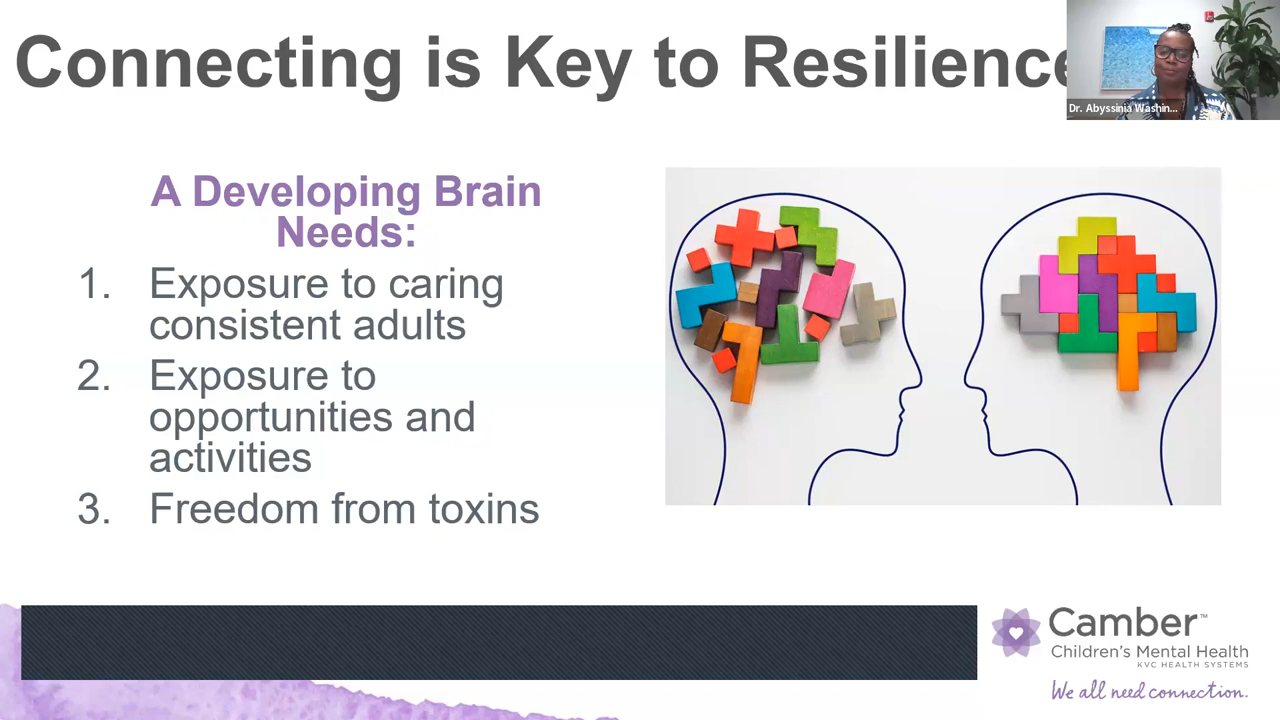 Connecting is Key to Resilience
Dr. Abyssinia Washin...
A Developing Brain
Needs:
1. Exposure to caring
consistent adults
2. Exposure to
opportunities and
activities
3. Freedom from toxins
Camber™
Children's Mental Health
KVC HEALTH SYSTEMS
We all need connection.